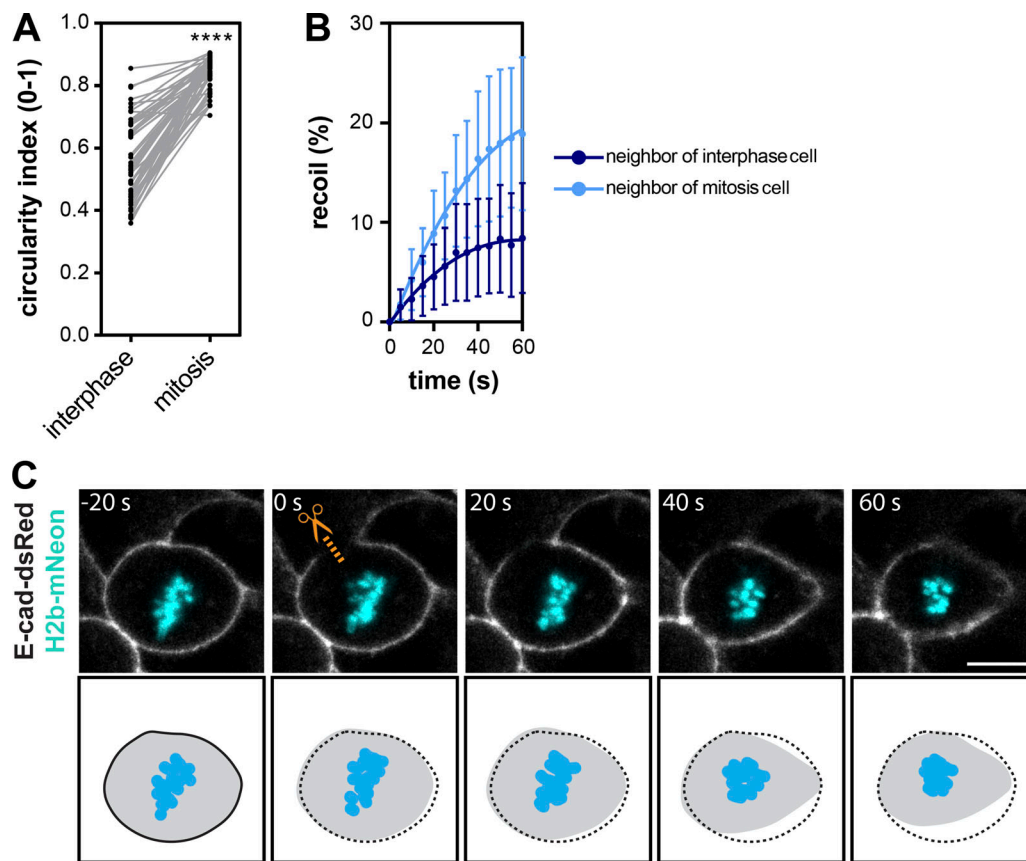 A
****
circularity index (0-1)
1.0
0.8
0.6
0.4
0.2
0.0
interphase
mitosis
B
recoil (%)
30
20
10
0
0
20
40
60
time (s)
neighbor of interphase cell
neighbor of mitosis cell
C
E-cad-dsRed
H2b-mNeon
-20 s
0 s
20 s
40 s
60 s